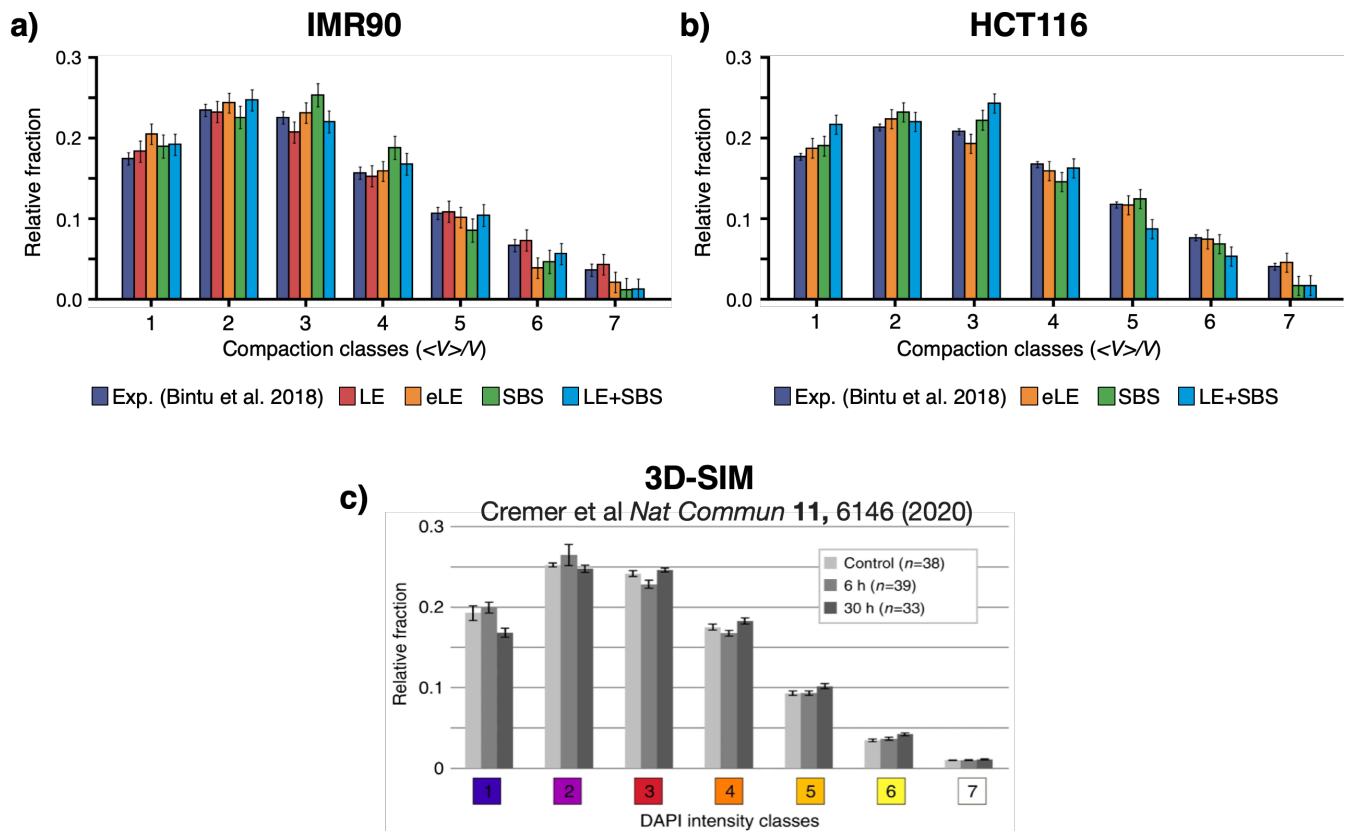 a)
IMR90
0.3
0.2
0.1
0.0
Relative fraction
1 2 3 4 5 6 7
Compaction classes (<V>/V)
Exp. (Bintu et al. 2018) LE eLE SBS LE+SBS
b)
HCT116
0.3
0.2
0.1
0.0
Relative fraction
1 2 3 4 5 6 7
Compaction classes (<V>/V)
Exp. (Bintu et al. 2018) eLE SBS LE+SBS
c)
3D-SIM
Cremer et al Nat Commun 11, 6146 (2020)
0.3
0.2
0.1
0
Relative fraction
Control (n=38)
6 h (n=39)
30 h (n=33)
1 2 3 4 5 6 7
DAPI intensity classes